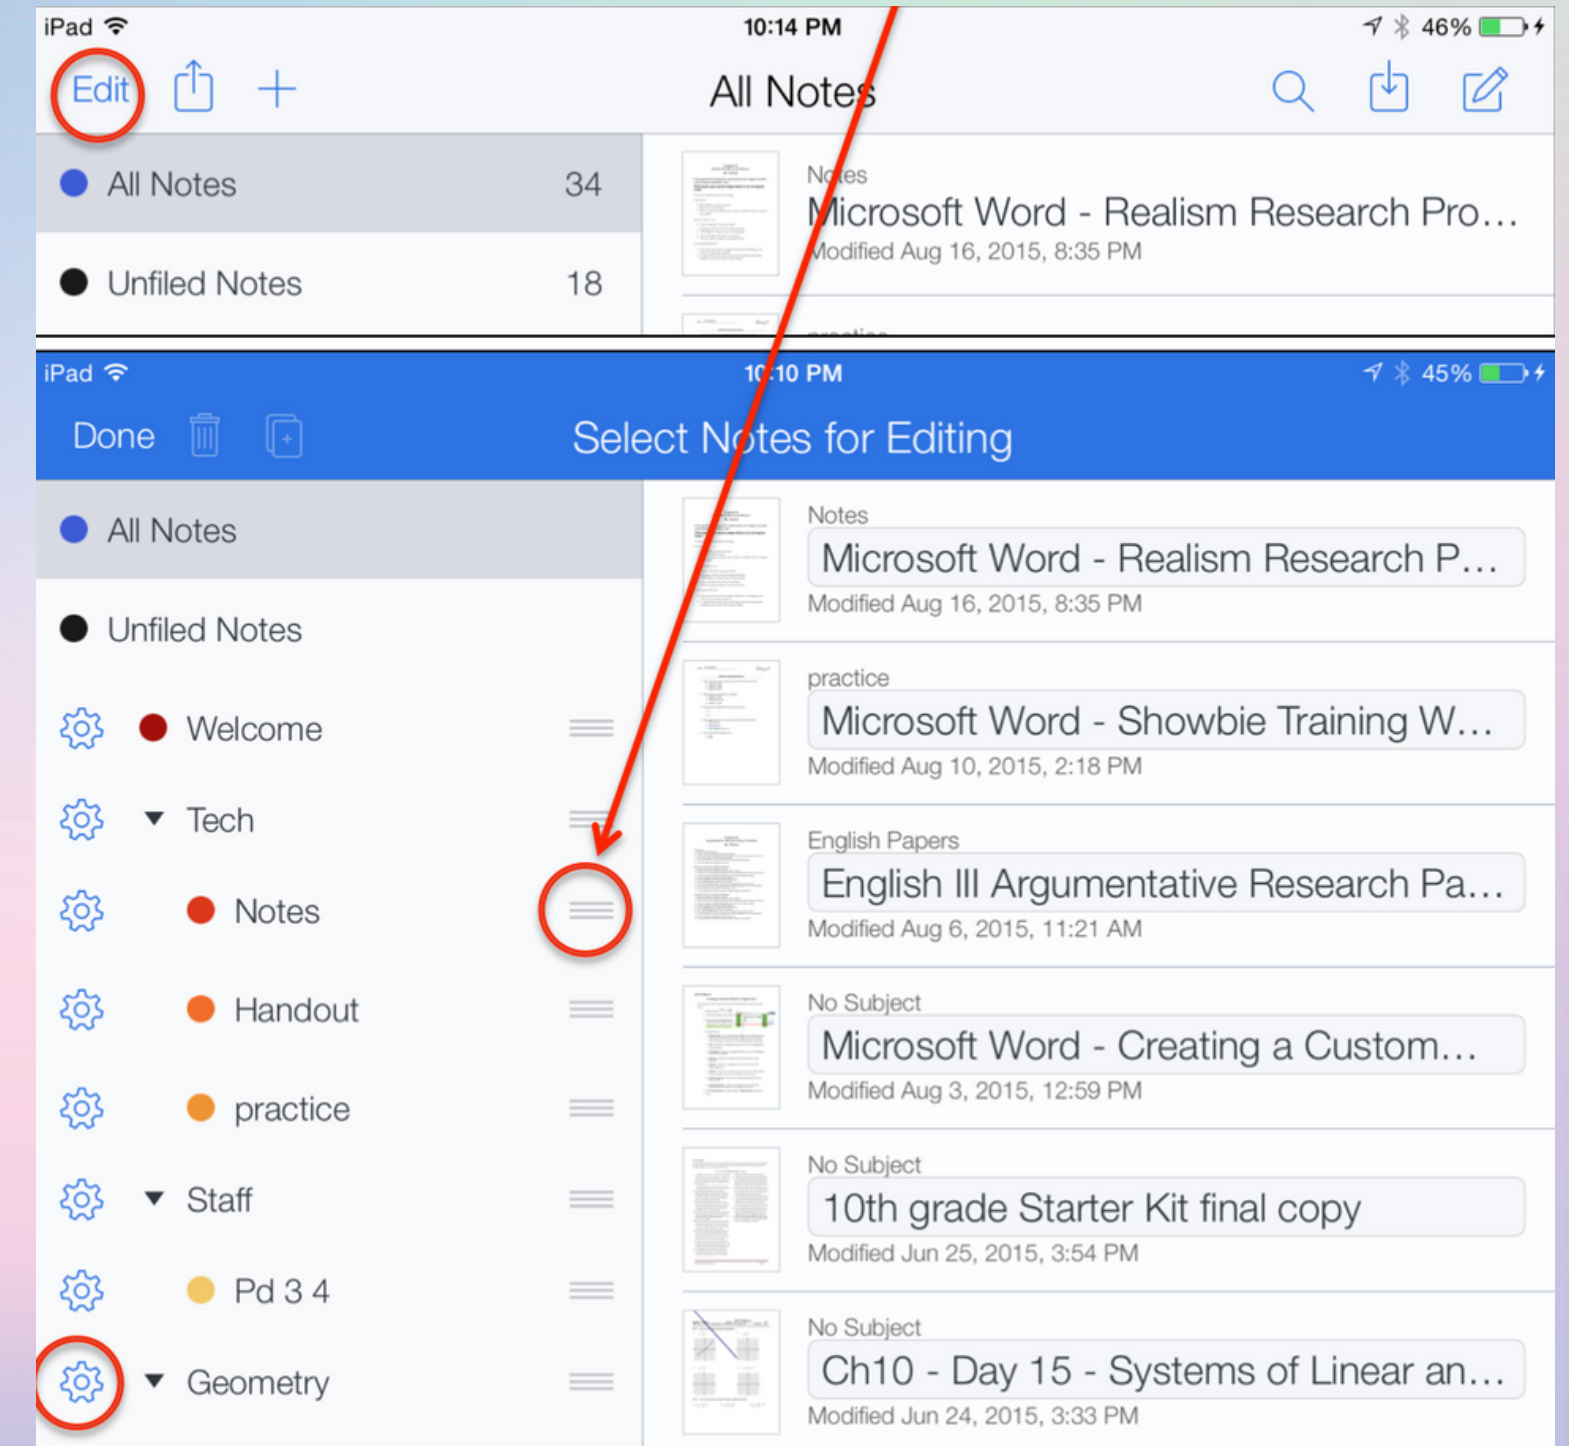 iPad 10:14 PM 46%
Edit All Notes
All Notes 34
Notes
Microsoft Word - Realism Research Pro...
Modified Aug 16, 2015, 8:35 PM
Unfiled Notes 18
practice
iPad 10:10 PM 45%
Done Select Notes for Editing
All Notes
Notes
Microsoft Word - Realism Research P...
Modified Aug 16, 2015, 8:35 PM
Unfiled Notes
practice
Welcome
Microsoft Word - Showbie Training W...
Modified Aug 10, 2015, 2:18 PM
Tech
English Papers
English III Argumentative Research Pa...
Notes
Modified Aug 6, 2015, 11:21 AM
No Subject
Handout
Microsoft Word - Creating a Custom...
Modified Aug 3, 2015, 12:59 PM
practice
No Subject
Staff
10th grade Starter Kit final copy
Modified Jun 25, 2015, 3:54 PM
Pd 3 4
No Subject
Geometry
Ch10 - Day 15 - Systems of Linear an...
Modified Jun 24, 2015, 3:33 PM